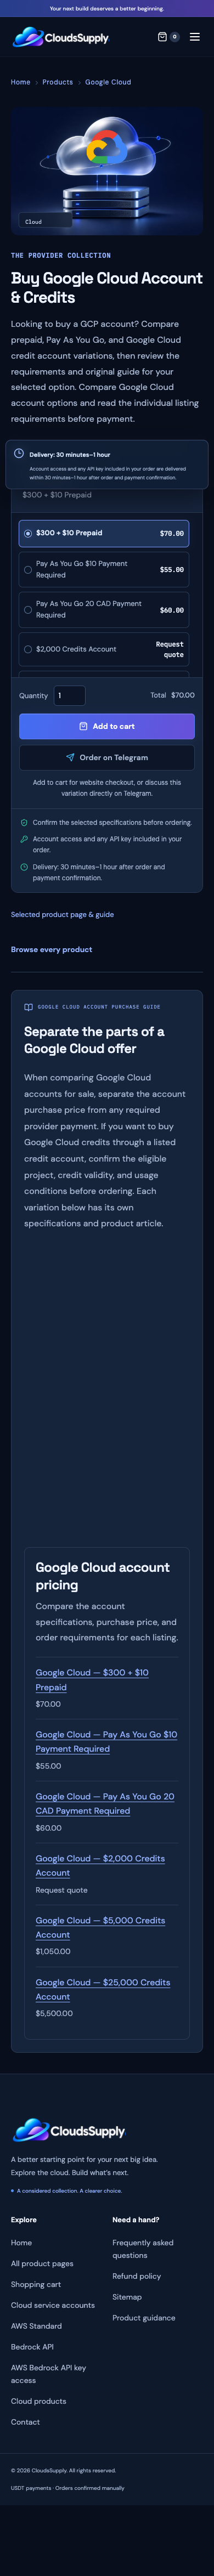 Your next build deserves a better beginning.
CloudsSupply
0
Home > Products > Google Cloud
Cloud
THE PROVIDER COLLECTION
Buy Google Cloud Account
& Credits
Looking to buy a GCP account? Compare
prepaid, Pay As You Go, and Google Cloud
credit account variations, then review the
requirements and original guide for your
selected option. Compare Google Cloud
account options and read the individual listing
requirements before payment.
Delivery: 30 minutes–1 hour
Account access and any API key included in your order are delivered
within 30 minutes–1 hour after order and payment confirmation.
$300 + $10 Prepaid
$300 + $10 Prepaid $70.00
Pay As You Go $10 Payment
Required
$55.00
Pay As You Go 20 CAD Payment
Required
$60.00
$2,000 Credits Account
Request
quote
Quantity 1 Total $70.00
Add to cart
Order on Telegram
Add to cart for website checkout, or discuss this
variation directly on Telegram.
Confirm the selected specifications before ordering.
Account access and any API key included in your
order.
Delivery: 30 minutes–1 hour after order and
payment confirmation.
Selected product page & guide
Browse every product
GOOGLE CLOUD ACCOUNT PURCHASE GUIDE
Separate the parts of a
Google Cloud offer
When comparing Google Cloud
accounts for sale, separate the account
purchase price from any required
provider payment. If you want to buy
Google Cloud credits through a listed
credit account, confirm the eligible
project, credit validity, and usage
conditions before ordering. Each
variation below has its own
specifications and product article.
Google Cloud account
pricing
Compare the account
specifications, purchase price, and
order requirements for each listing.
Google Cloud — $300 + $10
Prepaid
$70.00
Google Cloud — Pay As You Go $10
Payment Required
$55.00
Google Cloud — Pay As You Go 20
CAD Payment Required
$60.00
Google Cloud — $2,000 Credits
Account
Request quote
Google Cloud — $5,000 Credits
Account
$1,050.00
Google Cloud — $25,000 Credits
Account
$5,500.00
CloudsSupply
A better starting point for your next big idea.
Explore the cloud. Build what's next.
A considered collection. A clearer choice.
Explore
Home
All product pages
Shopping cart
Cloud service accounts
AWS Standard
Bedrock API
AWS Bedrock API key
access
Cloud products
Contact
Need a hand?
Frequently asked
questions
Refund policy
Sitemap
Product guidance
© 2026 CloudsSupply. All rights reserved.
USDT payments · Orders confirmed manually